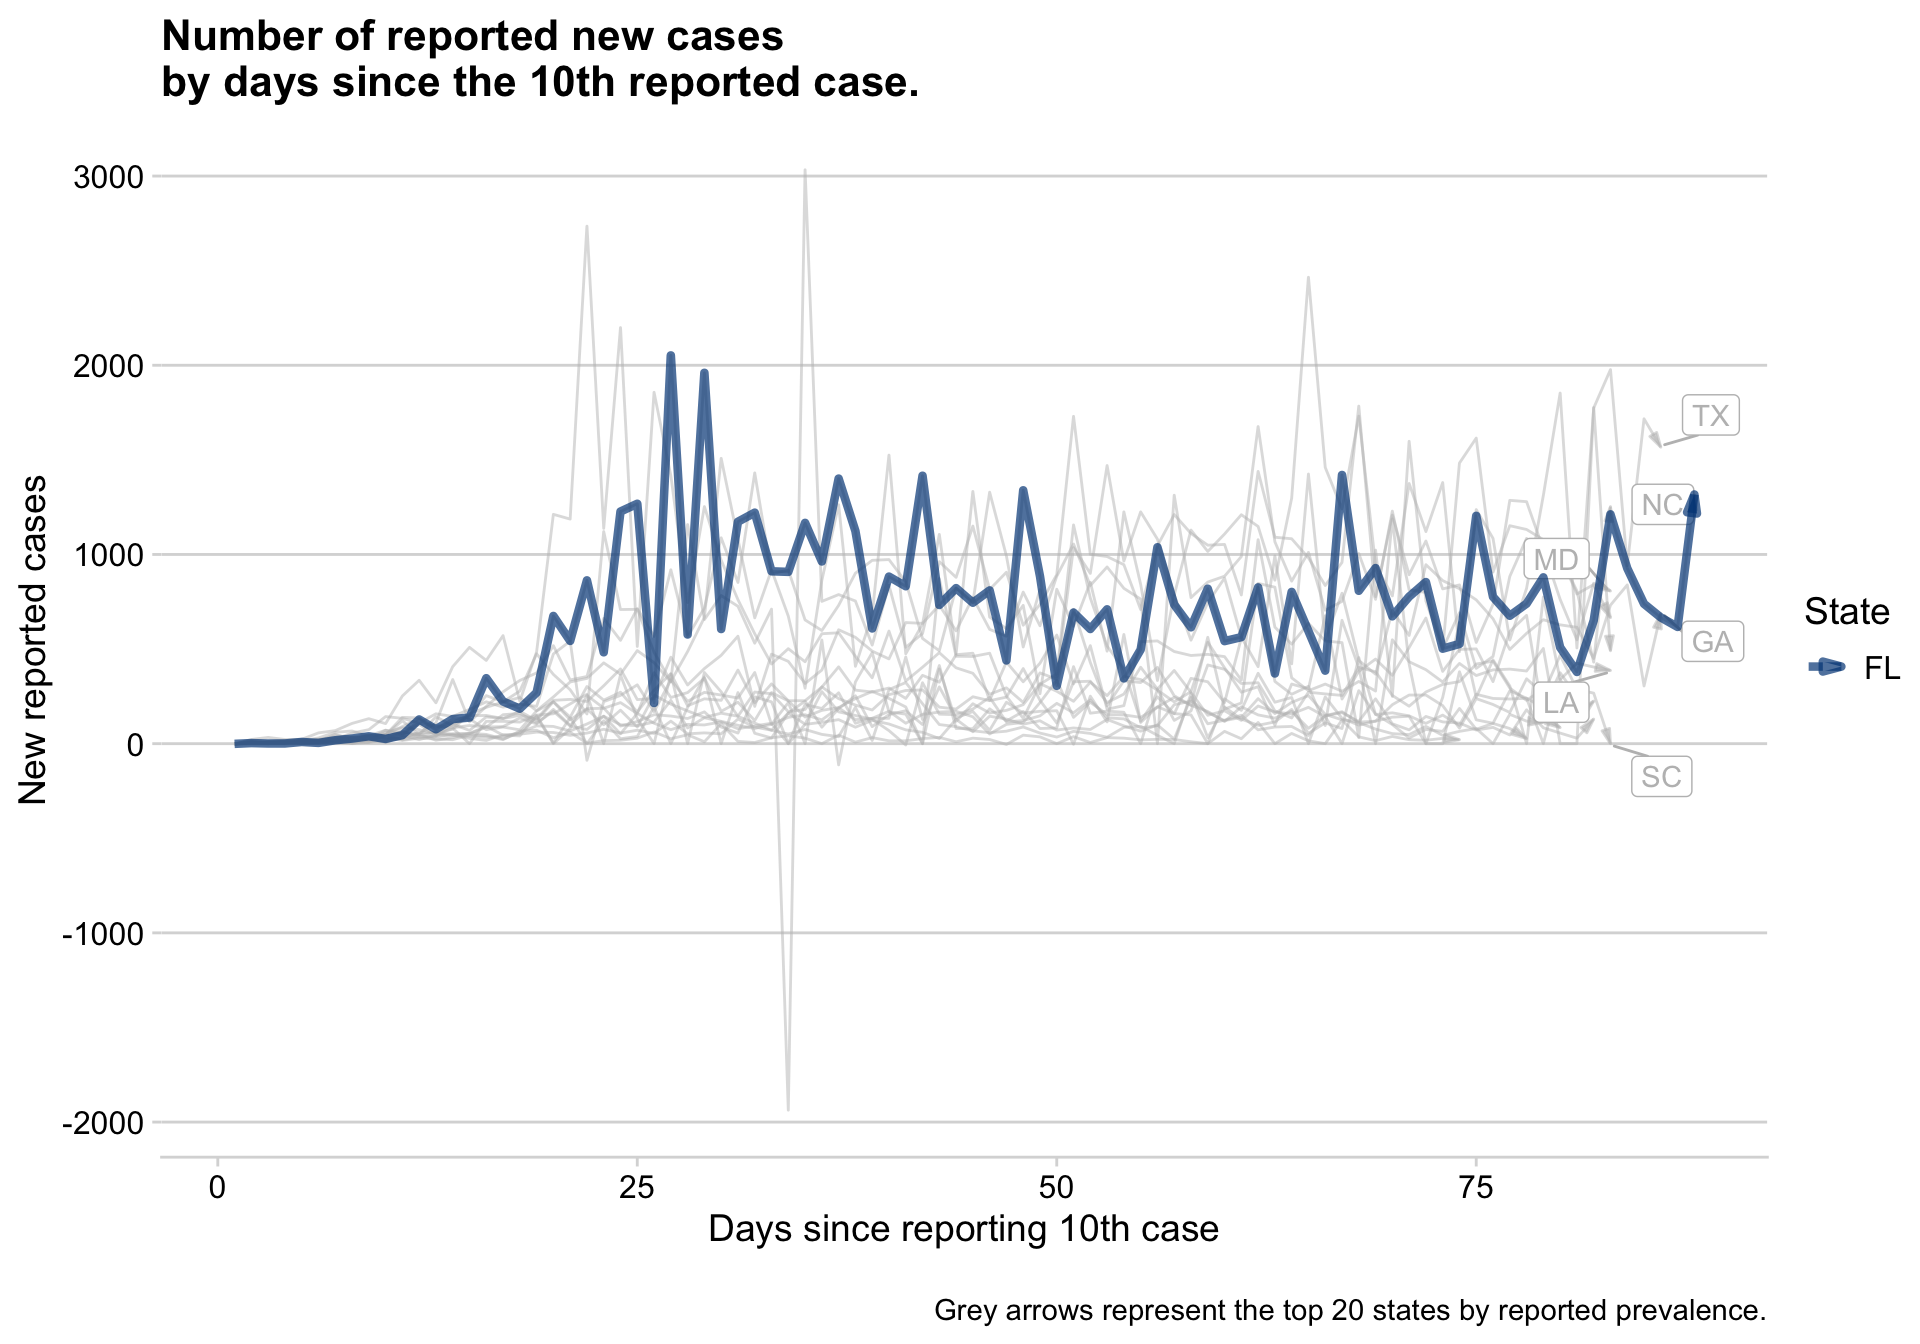 Number of reported new cases
by days since the 10th reported case.
New reported cases
3000
2000
1000
0
-1000
-2000
TX
NC
MD
GA
LA
SC
State
FL
0
25
50
75
Days since reporting 10th case
Grey arrows represent the top 20 states by reported prevalence.